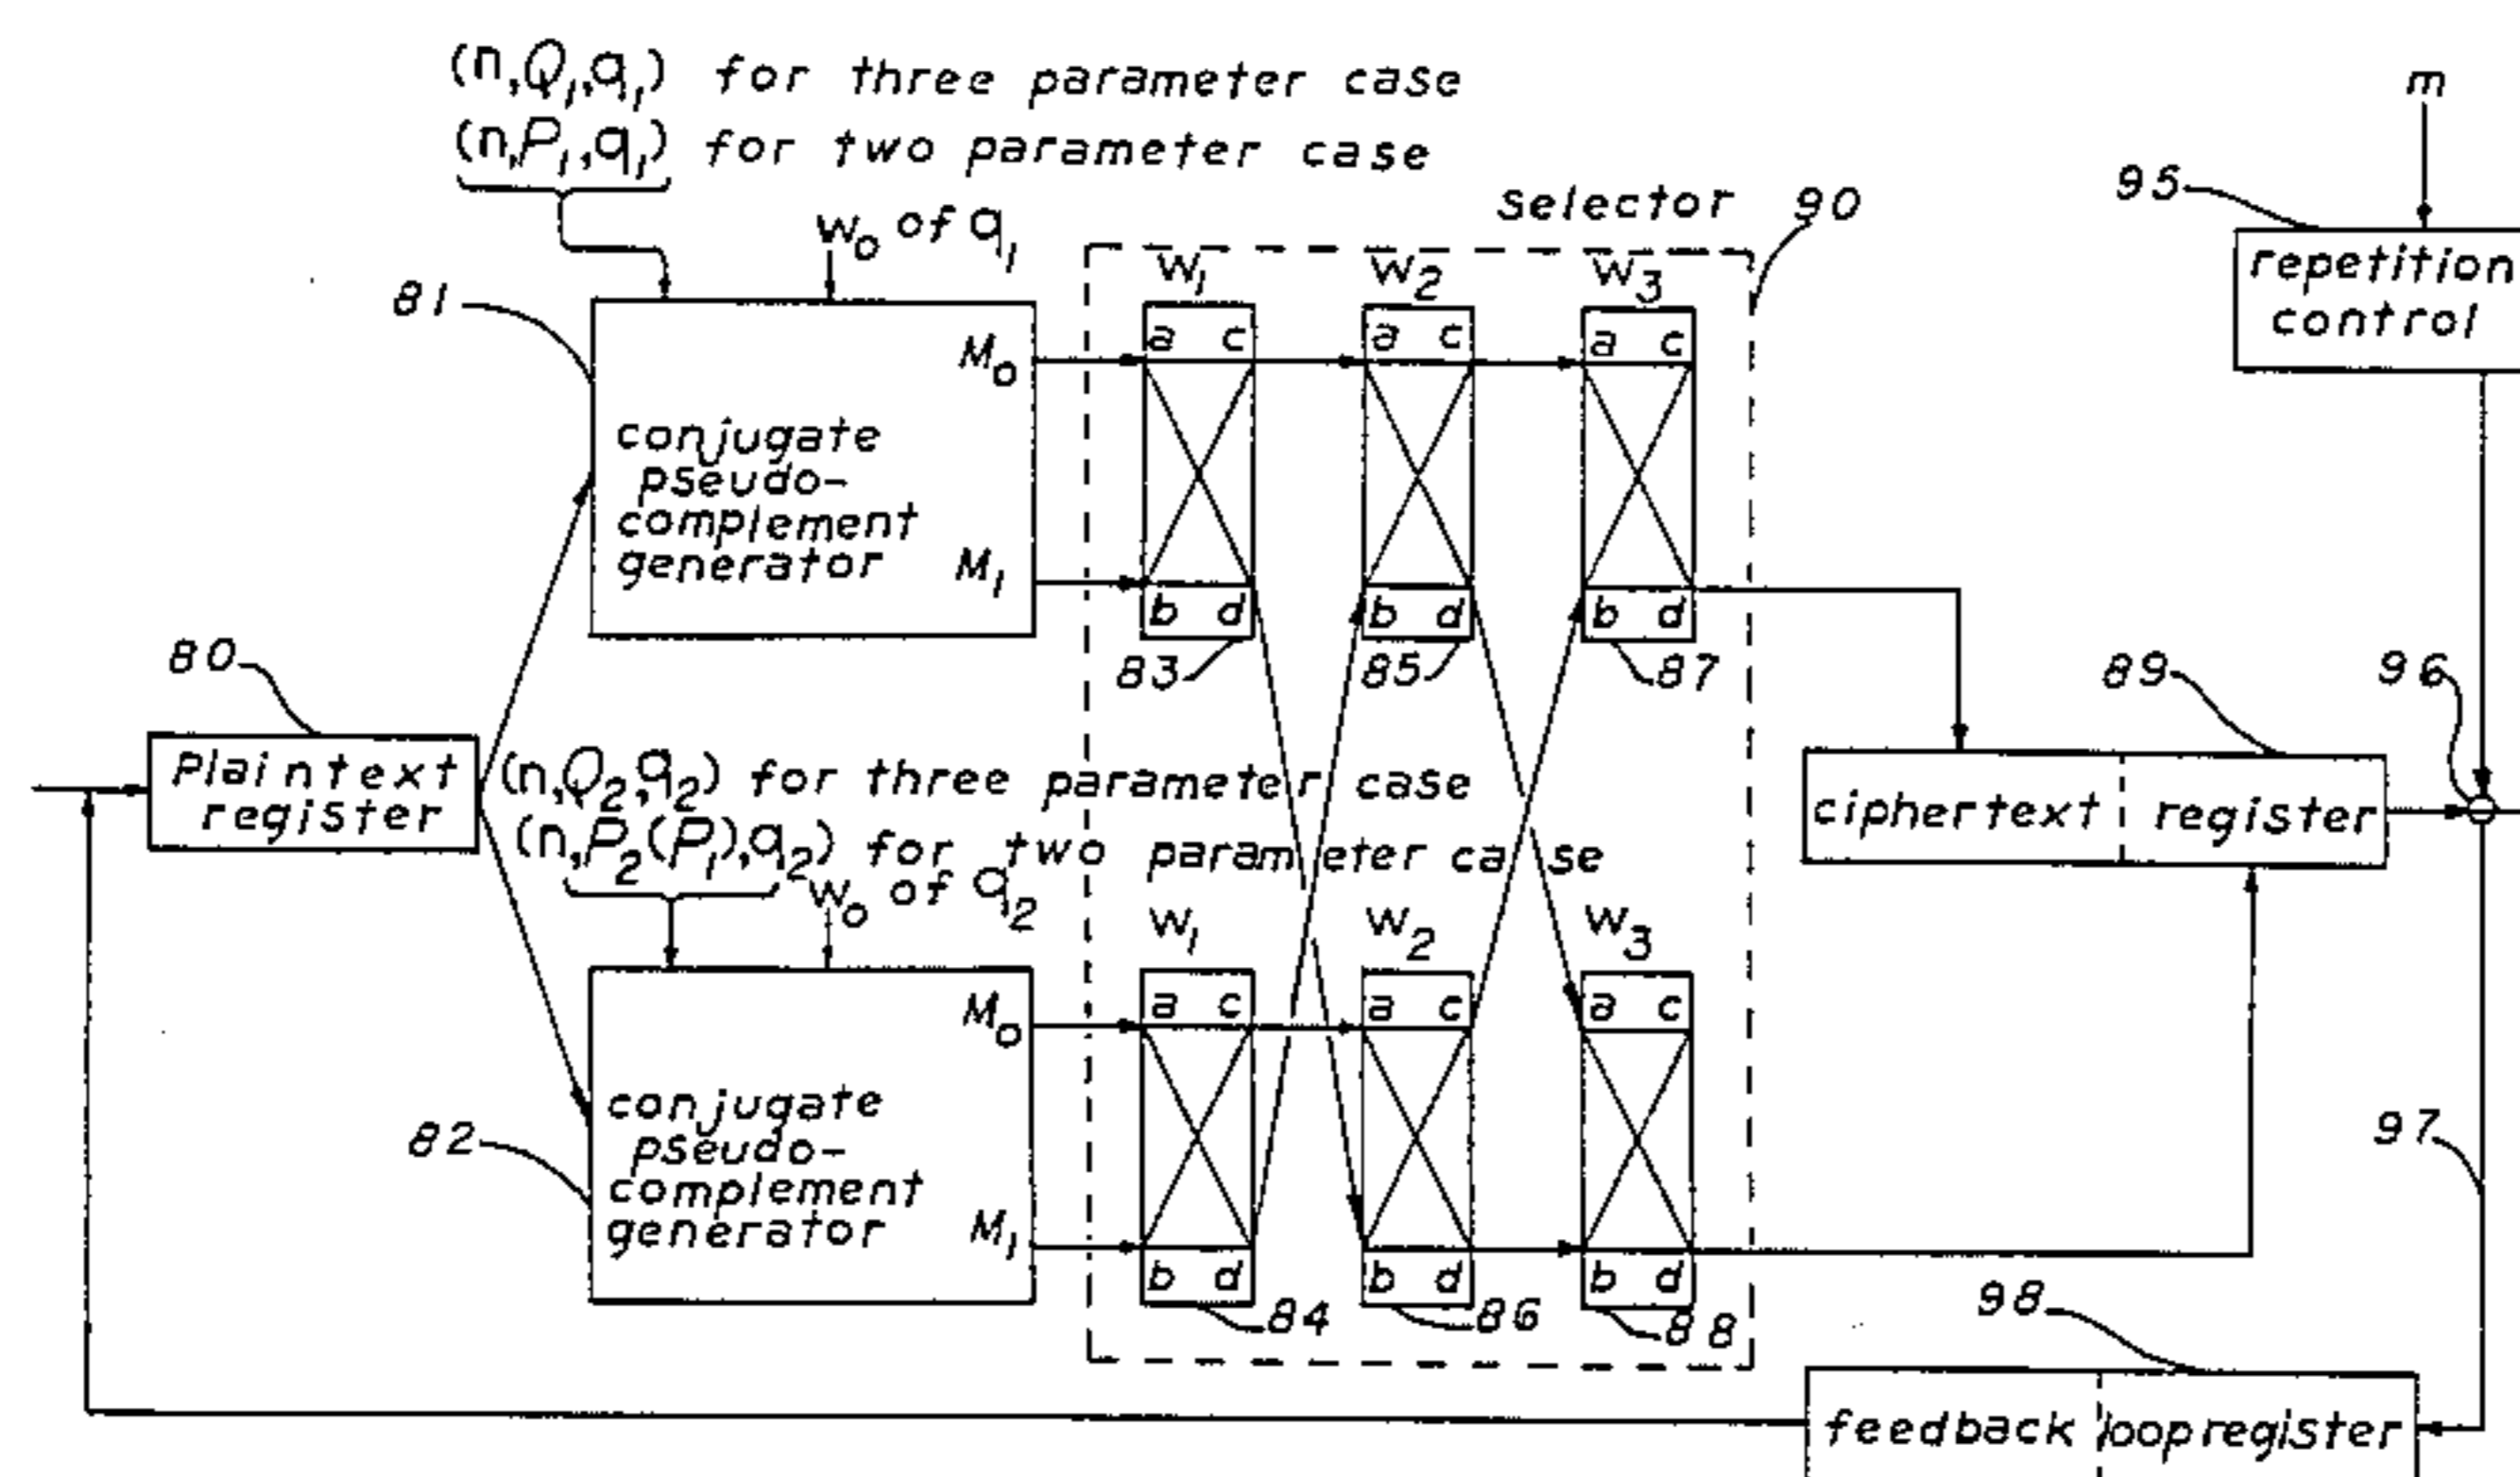 (n,Q₁,q₁) for three parameter case
(n,P₁,q₁) for two parameter case
m
95
selector
90
w₀ of q₁
81
w₁
w₂
w₃
repetition
control
a c
a c
a c
M₀
conjugate
pseudo-
complement
generator
M₁
b d
b d
b d
83
85
87
80
89
96
Plaintext
register
(n,Q₂,q₂) for three parameter case
(n,P₂(P₁),q₂) for two parameter case
ciphertext register
w₀ of q₂
w₁
w₂
w₃
a c
a c
a c
M₀
82
conjugate
pseudo-
complement
generator
M₁
97
b d
b d
b d
84
86
88
98
feedback loop register